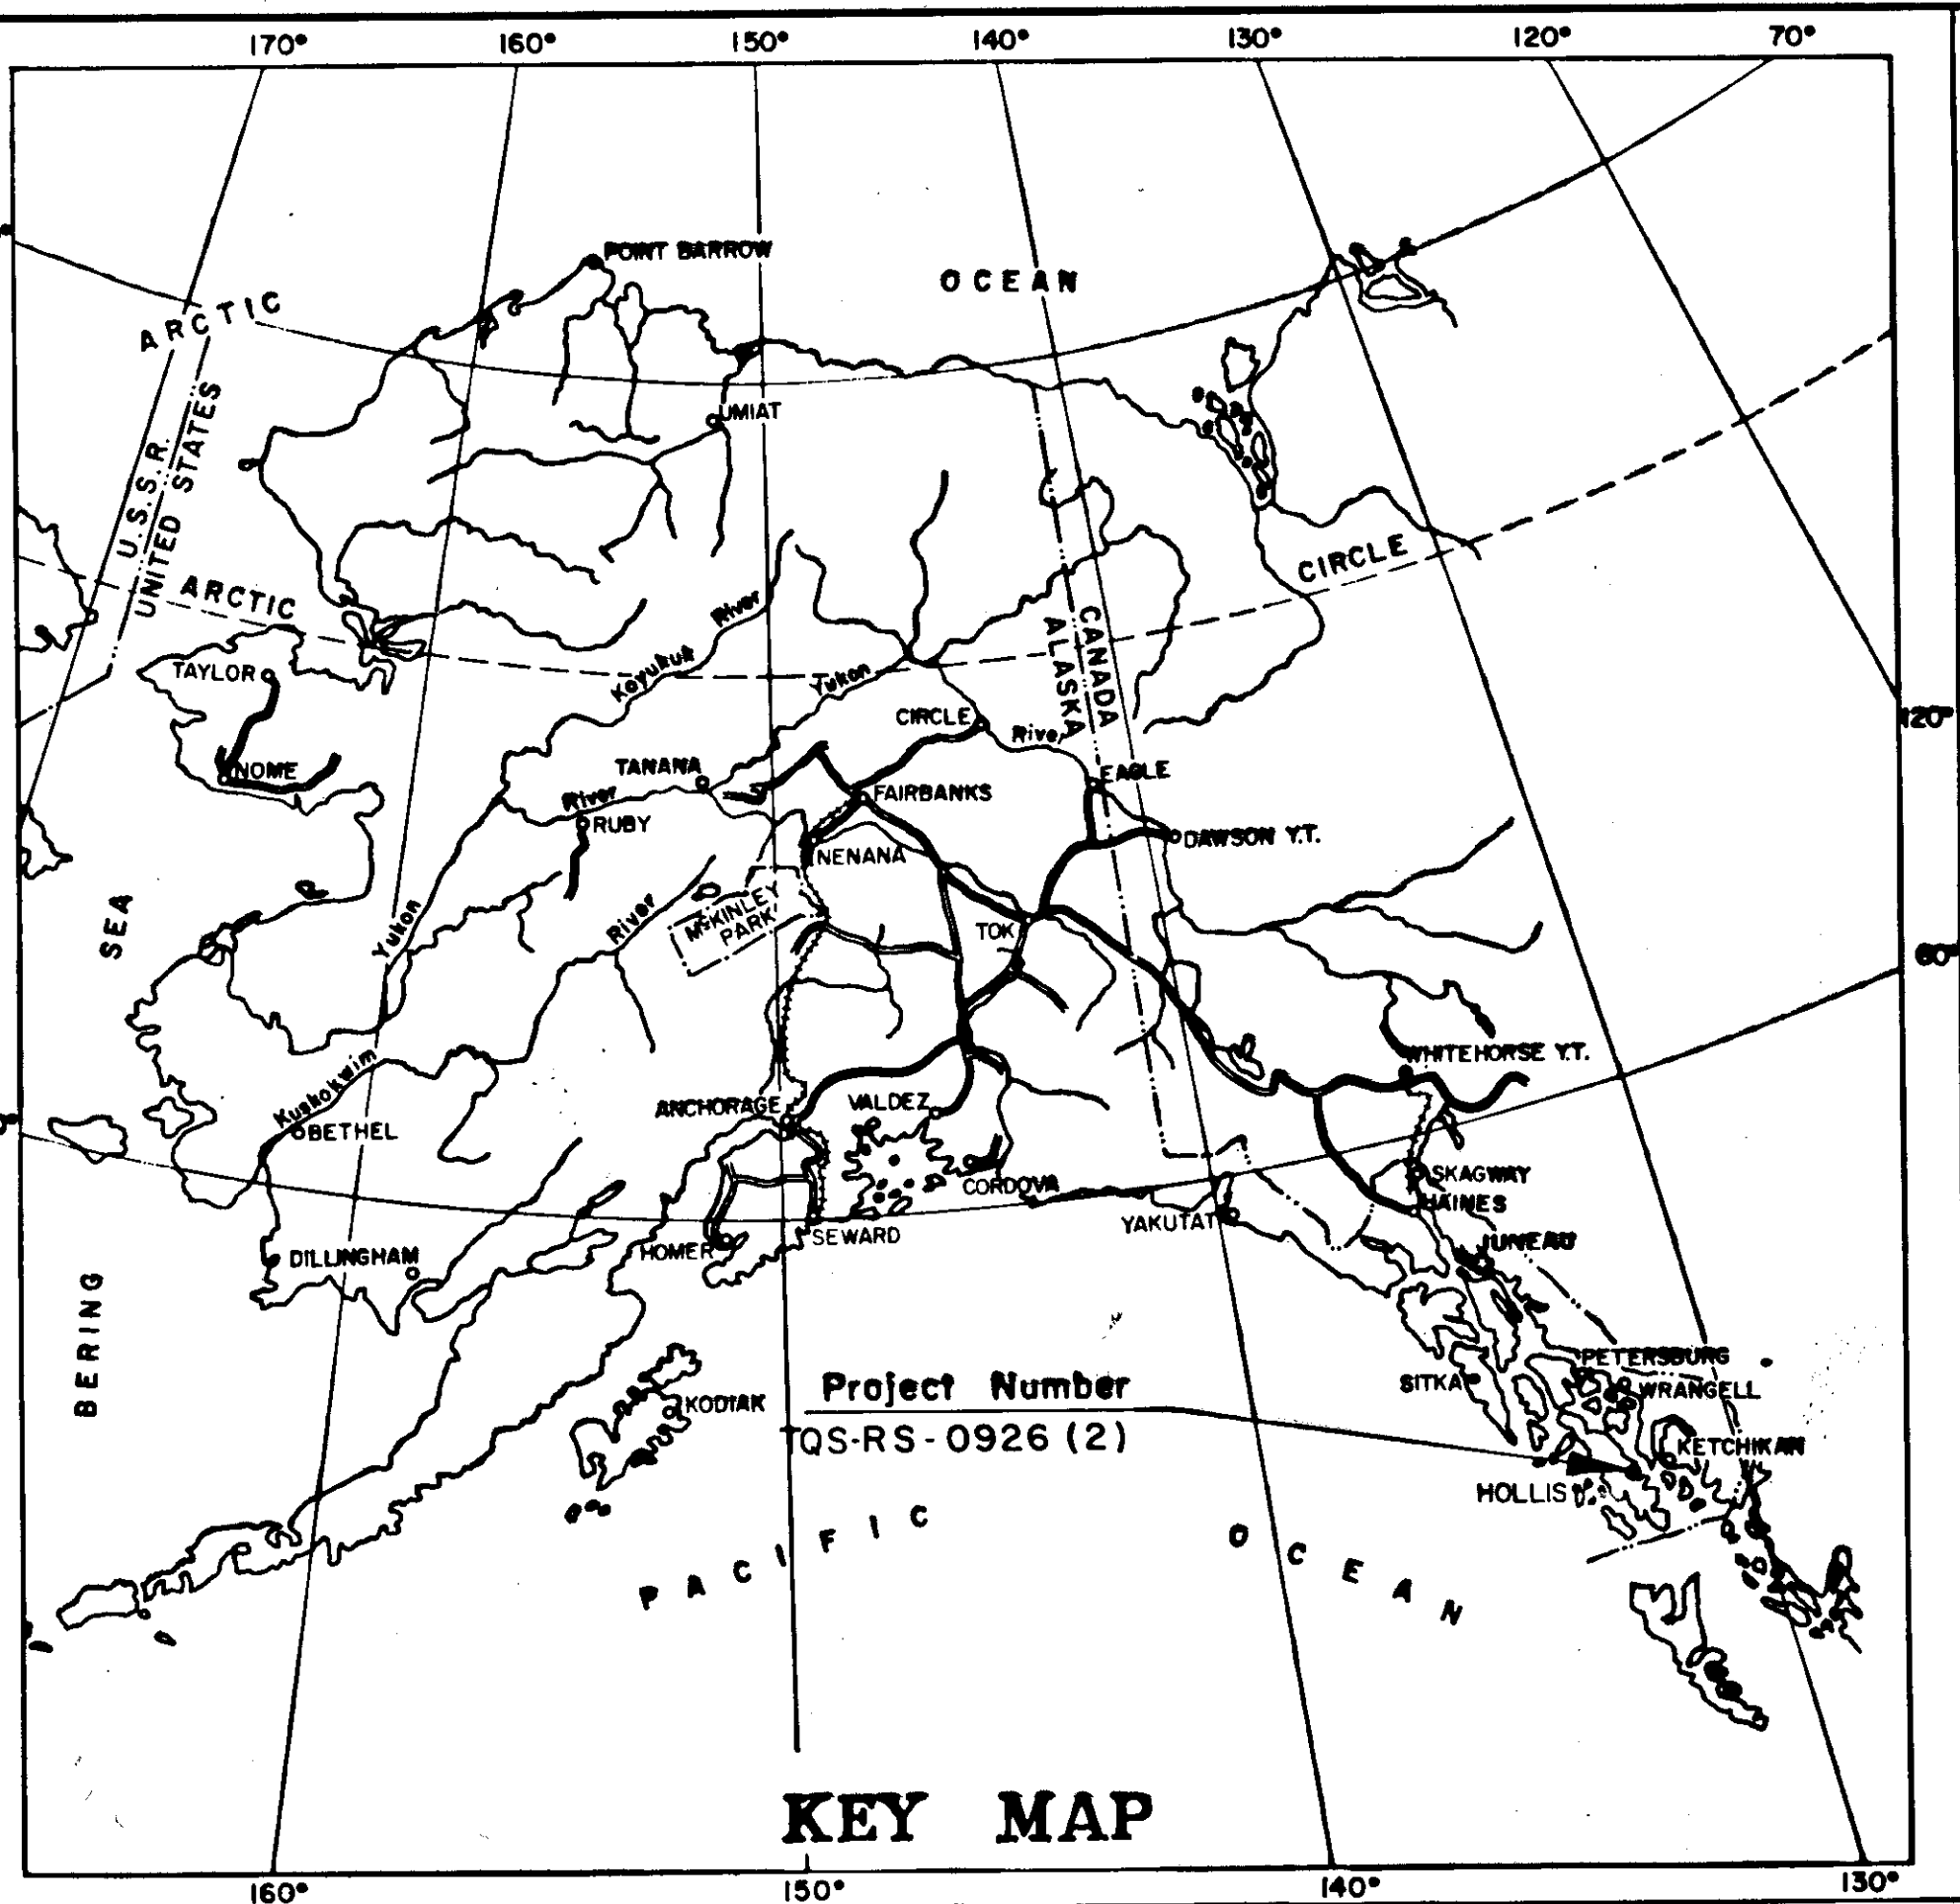 170° 160° 150° 140° 130° 120° 70°
POINT BARROW
OCEAN
ARCTIC
UMIAT
U.S.S.R.
UNITED STATES
ARCTIC
CIRCLE
River
Koyukuk
Yukon
CANADA
ALASKA
TAYLOR
CIRCLE
River
120°
NOME
TANANA
EAGLE
River
FAIRBANKS
RUBY
DAWSON Y.T.
NENANA
McKINLEY
PARK
SEA
Yukon
River
TOK
60°
WHITEHORSE Y.T.
Kuskokwim
ANCHORAGE
VALDEZ
BETHEL
SKAGWAY
CORDOVA
HAINES
YAKUTAT
SEWARD
HOMER
JUNEAU
DILLINGHAM
BERING
PETERSBURG
Project Number
SITKA
WRANGELL
KODIAK
TQS-RS-0926 (2)
KETCHIKAN
HOLLIS
PACIFIC
OCEAN
KEY MAP
160° 150° 140° 130°